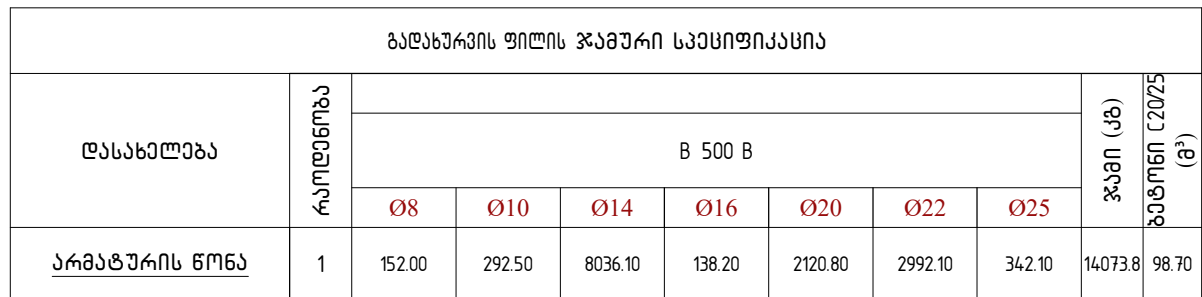 გადახურვის ფილის ჯამური სპეციფიკაცია
დასახელება
რაოდენობა
B 500 B
ჯამი (კგ)
ბეტონი C20/25
(მ³)
Ø8 Ø10 Ø14 Ø16 Ø20 Ø22 Ø25
არმატურის წონა 1 152.00 292.50 8036.10 138.20 2120.80 2992.10 342.10 14073.8 98.70